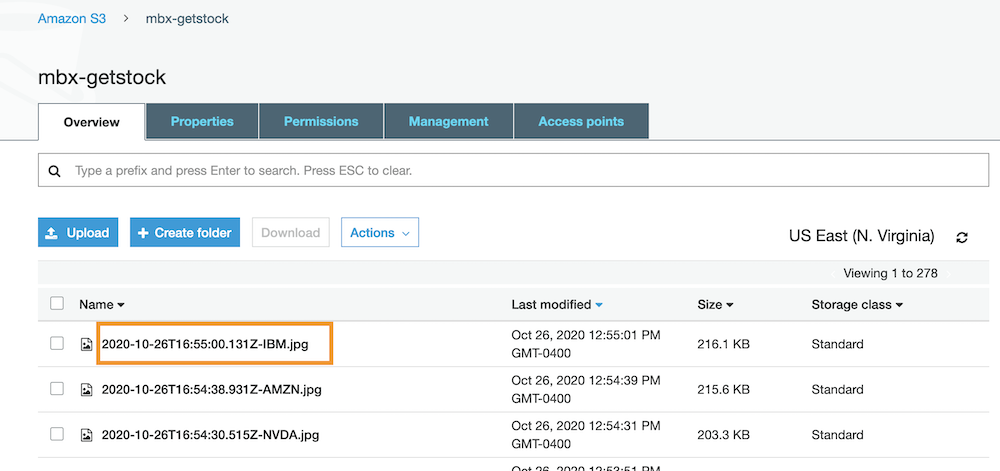 Amazon S3 > mbx-getstock
mbx-getstock
Overview Properties Permissions Management Access points
Type a prefix and press Enter to search. Press ESC to clear.
Upload + Create folder Download Actions
US East (N. Virginia)
Viewing 1 to 278
Name Last modified Size Storage class
2020-10-26T16:55:00.131Z-IBM.jpg Oct 26, 2020 12:55:01 PM GMT-0400 216.1 KB Standard
2020-10-26T16:54:38.931Z-AMZN.jpg Oct 26, 2020 12:54:39 PM GMT-0400 215.6 KB Standard
2020-10-26T16:54:30.515Z-NVDA.jpg Oct 26, 2020 12:54:31 PM GMT-0400 203.3 KB Standard